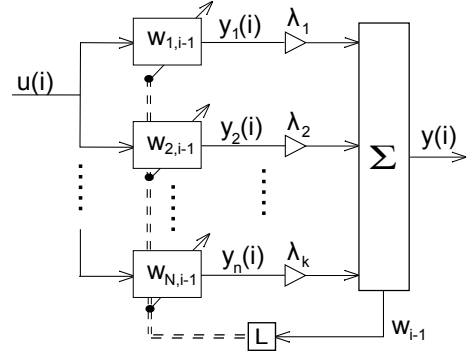 w1,i-1
y1(i)
λ1
u(i)
w2,i-1
y2(i)
λ2
Σ
y(i)
wN,i-1
yn(i)
λk
L
wi-1